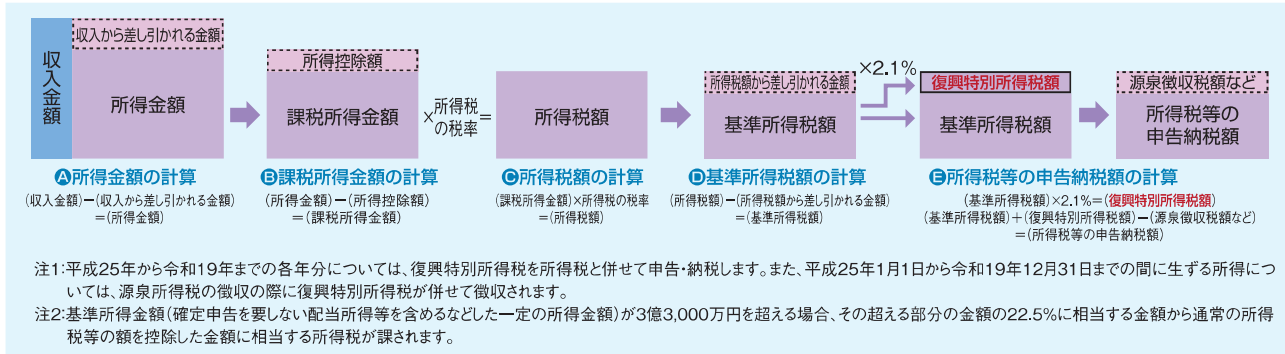 収入金額
収入から差し引かれる金額
所得金額
所得控除額
課税所得金額
×所得税の税率=
所得税額
所得税額から差し引かれる金額
基準所得税額
×2.1%
復興特別所得税額
基準所得税額
源泉徴収税額など
所得税等の
申告納税額
Ⓐ所得金額の計算
(収入金額)−(収入から差し引かれる金額)
=(所得金額)
Ⓑ課税所得金額の計算
(所得金額)−(所得控除額)
=(課税所得金額)
Ⓒ所得税額の計算
(課税所得金額)×所得税の税率
=(所得税額)
Ⓓ基準所得税額の計算
(所得税額)−(所得税額から差し引かれる金額)
=(基準所得税額)
Ⓔ所得税等の申告納税額の計算
(基準所得税額)×2.1%=(復興特別所得税額)
(基準所得税額)+(復興特別所得税額)−(源泉徴収税額など)
=(所得税等の申告納税額)
注1:平成25年から令和19年までの各年分については、復興特別所得税を所得税と併せて申告・納税します。また、平成25年1月1日から令和19年12月31日までの間に生ずる所得につ
いては、源泉所得税の徴収の際に復興特別所得税が併せて徴収されます。
注2:基準所得金額(確定申告を要しない配当所得等を含めるなどした一定の所得金額)が3億3,000万円を超える場合、その超える部分の金額の22.5%に相当する金額から通常の所得
税等の額を控除した金額に相当する所得税が課されます。